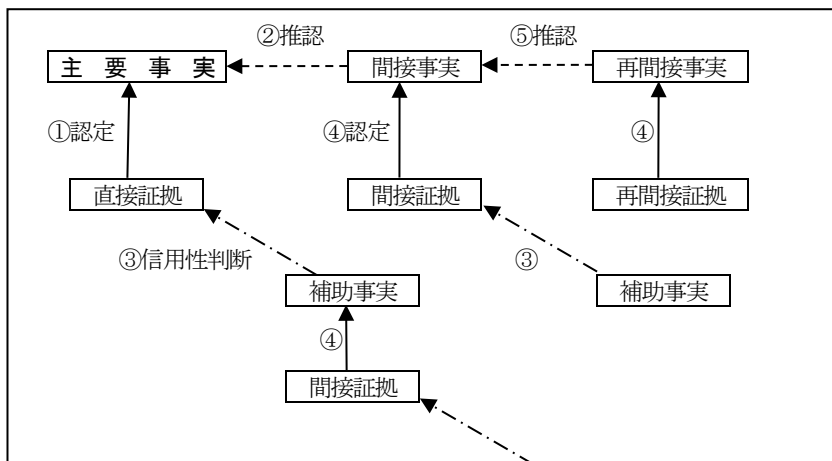 ②推認
⑤推認
主要事実
間接事実
再間接事実
①認定
④認定
④
直接証拠
間接証拠
再間接証拠
③信用性判断
③
補助事実
補助事実
④
間接証拠